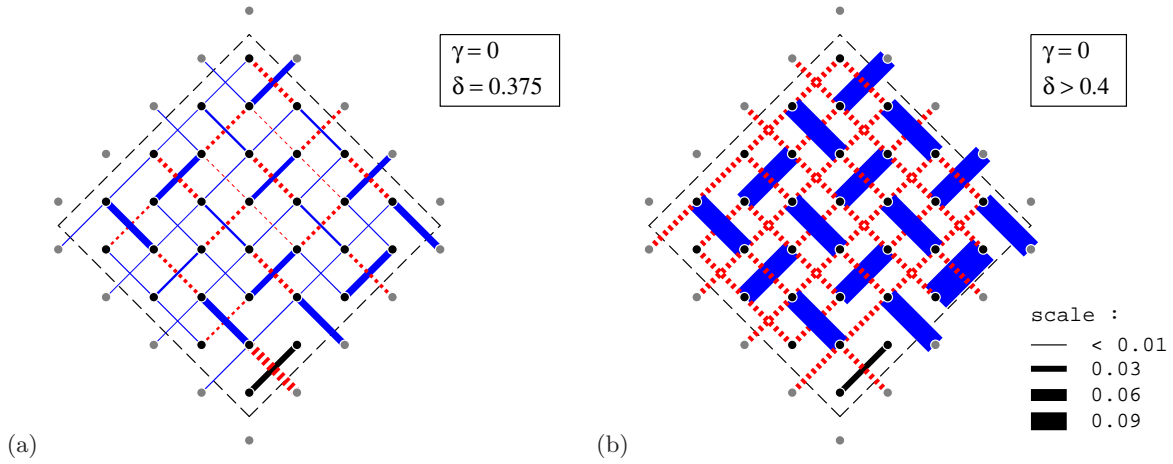 γ = 0
δ = 0.375
γ = 0
δ > 0.4
scale :
< 0.01
0.03
0.06
0.09
(a)
(b)